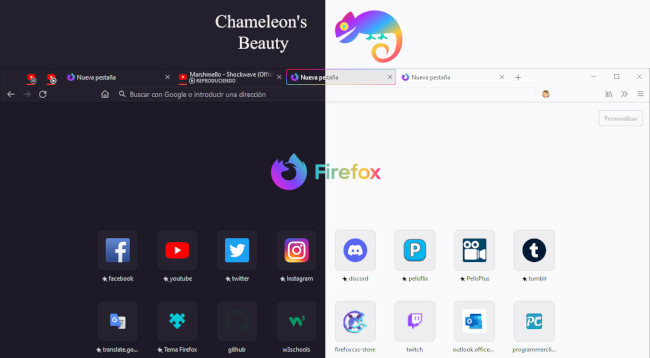 Chameleon's
Beauty
Nueva pestaña
Marshmello - Shockwave (Offic
REPRODUCIENDO
Nueva pestaña
Nueva pestaña
Buscar con Google o introducir una dirección
Personalizar
Firefox
facebook
youtube
twitter
Instagram
discord
pelisflix
PelisPlus
tumblr
translate.go...
Tema Firefox
github
w3schools
firefoxcss-store
twitch
outlook.office...
programmercli...